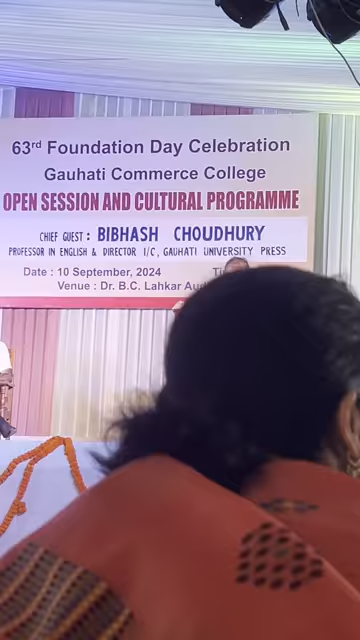 63rd Foundation Day Celebration
Gauhati Commerce College
OPEN SESSION AND CULTURAL PROGRAMME
CHIEF GUEST : BIBHASH CHOUDHURY
PROFESSOR IN ENGLISH & DIRECTOR I/C, GAUHATI UNIVERSITY PRESS
Date : 10 September, 2024
Venue : Dr. B.C. Lahkar